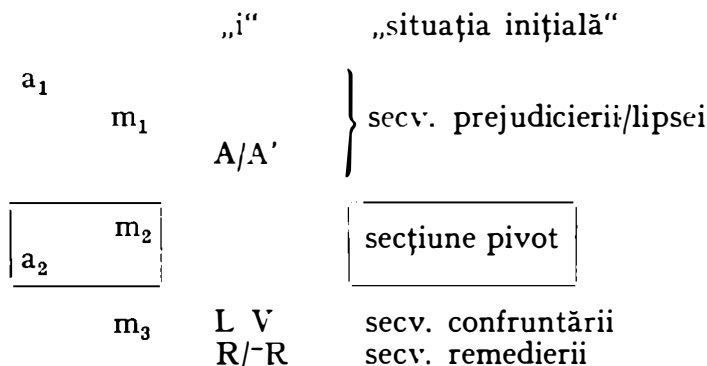 „i“ „situația inițială“
a₁
m₁ secv. prejudicierii/lipsei
A/A'
m₂ secțiune pivot
a₂
m₃ L V secv. confruntării
R/⁻R secv. remedierii